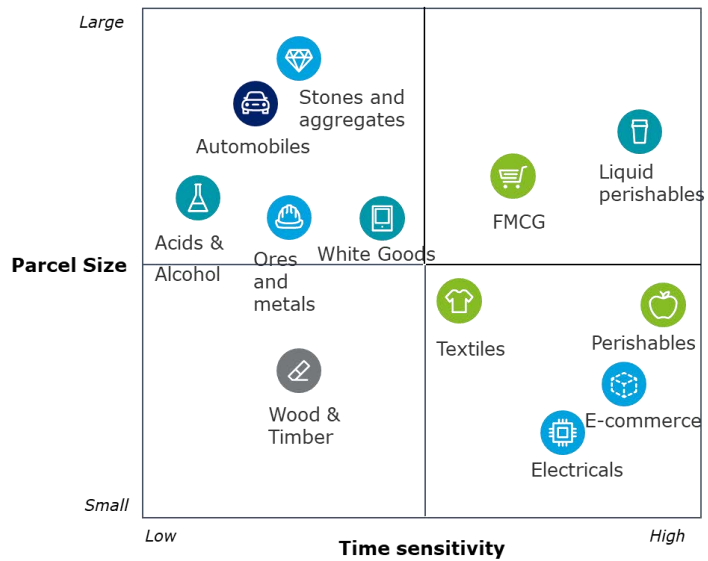 Large
Stones and
aggregates
Automobiles
Liquid
perishables
FMCG
Acids &
Alcohol
Ores
and
metals
White Goods
Parcel Size
Textiles
Perishables
E-commerce
Wood &
Timber
Electricals
Small
Low
High
Time sensitivity